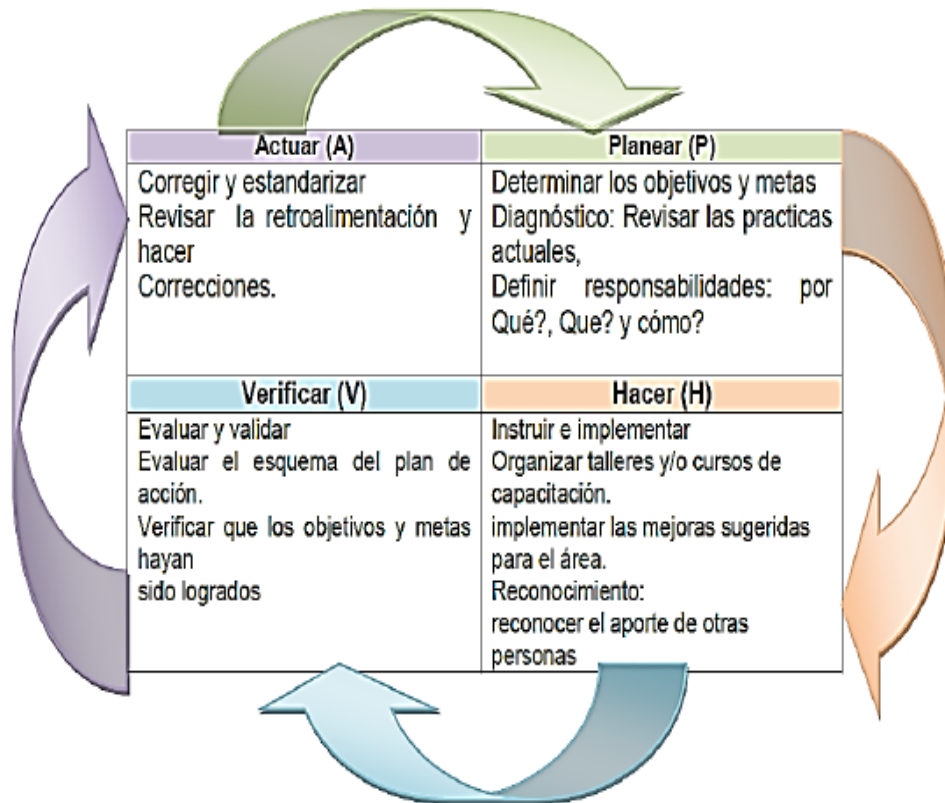 Actuar (A)
Corregir y estandarizar
Revisar la retroalimentación y
hacer
Correcciones.
Planear (P)
Determinar los objetivos y metas
Diagnóstico: Revisar las practicas
actuales,
Definir responsabilidades: por
Qué?, Que? y cómo?
Verificar (V)
Evaluar y validar
Evaluar el esquema del plan de
acción.
Verificar que los objetivos y metas
hayan
sido logrados
Hacer (H)
Instruir e implementar
Organizar talleres y/o cursos de
capacitación.
implementar las mejoras sugeridas
para el área.
Reconocimiento:
reconocer el aporte de otras
personas